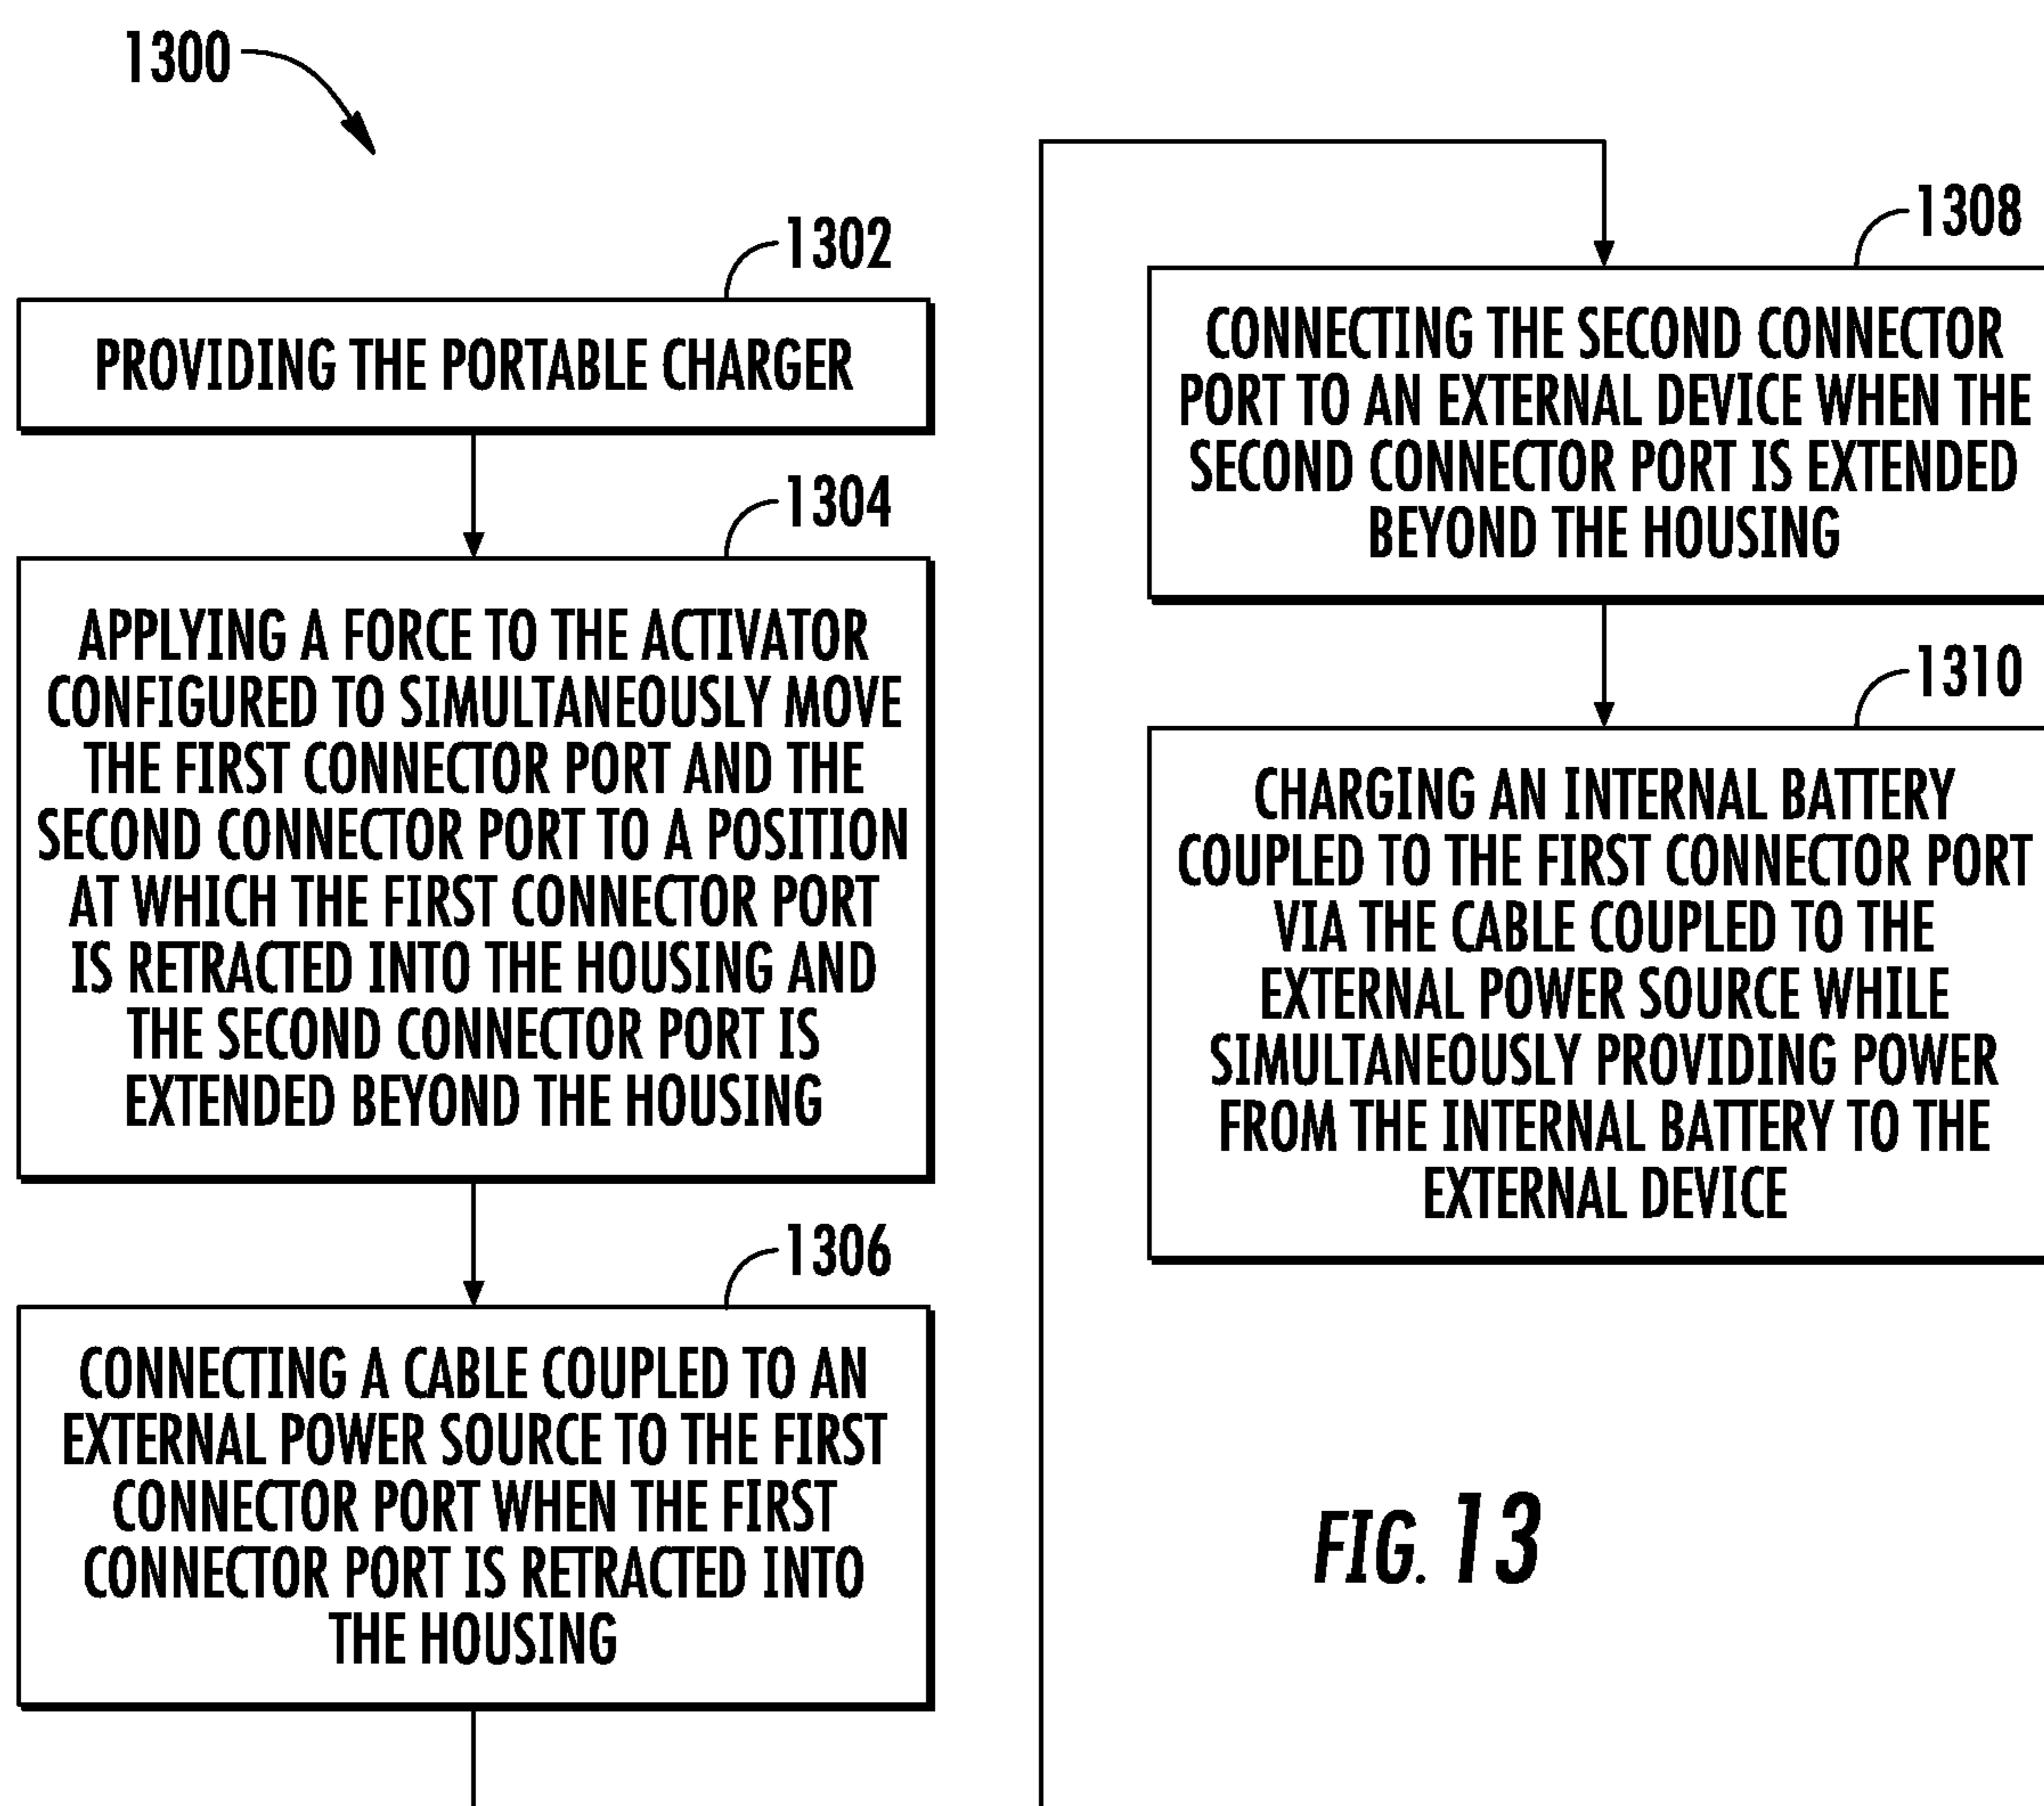 1300
1302
PROVIDING THE PORTABLE CHARGER
1304
APPLYING A FORCE TO THE ACTIVATOR
CONFIGURED TO SIMULTANEOUSLY MOVE
THE FIRST CONNECTOR PORT AND THE
SECOND CONNECTOR PORT TO A POSITION
AT WHICH THE FIRST CONNECTOR PORT
IS RETRACTED INTO THE HOUSING AND
THE SECOND CONNECTOR PORT IS
EXTENDED BEYOND THE HOUSING
1306
CONNECTING A CABLE COUPLED TO AN
EXTERNAL POWER SOURCE TO THE FIRST
CONNECTOR PORT WHEN THE FIRST
CONNECTOR PORT IS RETRACTED INTO
THE HOUSING
1308
CONNECTING THE SECOND CONNECTOR
PORT TO AN EXTERNAL DEVICE WHEN THE
SECOND CONNECTOR PORT IS EXTENDED
BEYOND THE HOUSING
1310
CHARGING AN INTERNAL BATTERY
COUPLED TO THE FIRST CONNECTOR PORT
VIA THE CABLE COUPLED TO THE
EXTERNAL POWER SOURCE WHILE
SIMULTANEOUSLY PROVIDING POWER
FROM THE INTERNAL BATTERY TO THE
EXTERNAL DEVICE
FIG. 13